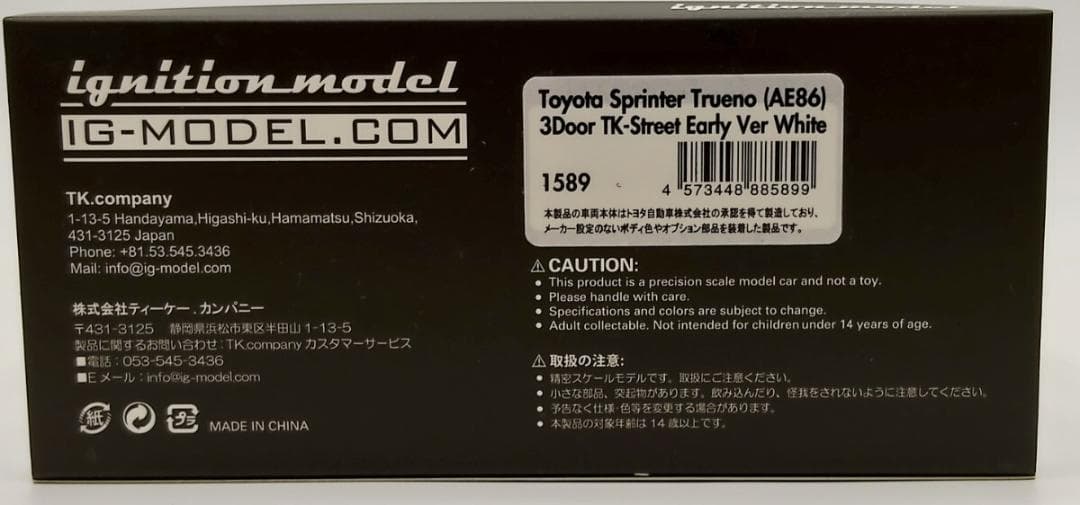 ignition model
ignition model
IG-MODEL.COM
TK.company
1-13-5 Handayama,Higashi-ku,Hamamatsu,Shizuoka,
431-3125 Japan
Phone: +81.53.545.3436
Mail: info@ig-model.com
株式会社ティーケー.カンパニー
〒431-3125 静岡県浜松市東区半田山1-13-5
製品に関するお問い合わせ:TK.company カスタマーサービス
■電話:053-545-3436
■Eメール:info@ig-model.com
紙
プラ
MADE IN CHINA
Toyota Sprinter Trueno (AE86)
3Door TK-Street Early Ver White
1589
4 573448 885899
本製品の車両本体はトヨタ自動車株式会社の承認を得て製造しており、
メーカー設定のないボディ色やオプション部品を装着した製品です。
⚠CAUTION:
• This product is a precision scale model car and not a toy.
• Please handle with care.
• Specifications and colors are subject to change.
• Adult collectable. Not intended for children under 14 years of age.
⚠取扱の注意:
• 精密スケールモデルです。取扱にご注意ください。
• 小さな部品、突起物があります。飲み込んだり、怪我をされないように注意してください。
• 予告なく仕様・色等を変更する場合があります。
• 本製品の対象年齢は14歳以上です。